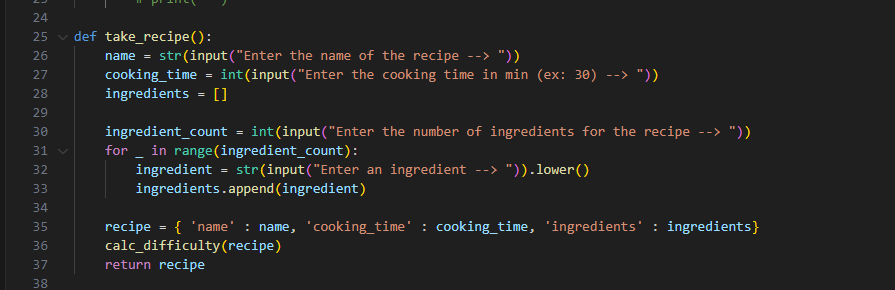 23 # print("")
24
25 def take_recipe():
26 name = str(input("Enter the name of the recipe --> "))
27 cooking_time = int(input("Enter the cooking time in min (ex: 30) --> "))
28 ingredients = []
29
30 ingredient_count = int(input("Enter the number of ingredients for the recipe --> "))
31 for _ in range(ingredient_count):
32 ingredient = str(input("Enter an ingredient --> ")).lower()
33 ingredients.append(ingredient)
34
35 recipe = { 'name' : name, 'cooking_time' : cooking_time, 'ingredients' : ingredients}
36 calc_difficulty(recipe)
37 return recipe
38